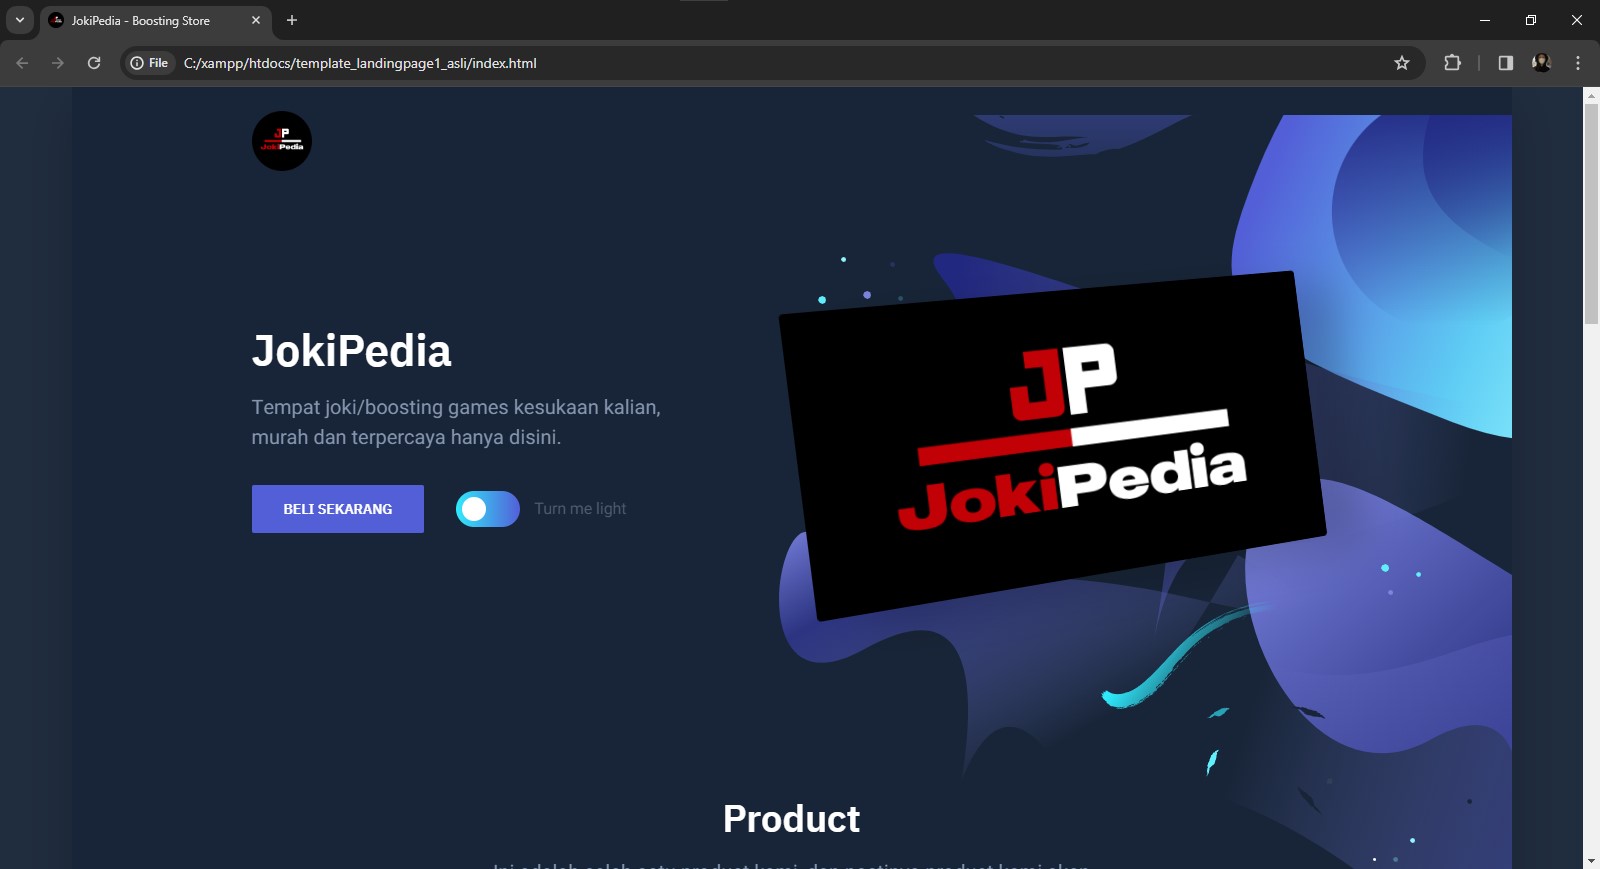 JokiPedia - Boosting Store
File
C:/xampp/htdocs/template_landingpage1_asli/index.html
JP
JokiPedia
JP
JokiPedia
JokiPedia
Tempat joki/boosting games kesukaan kalian,
murah dan terpercaya hanya disini.
BELI SEKARANG
Turn me light
Product